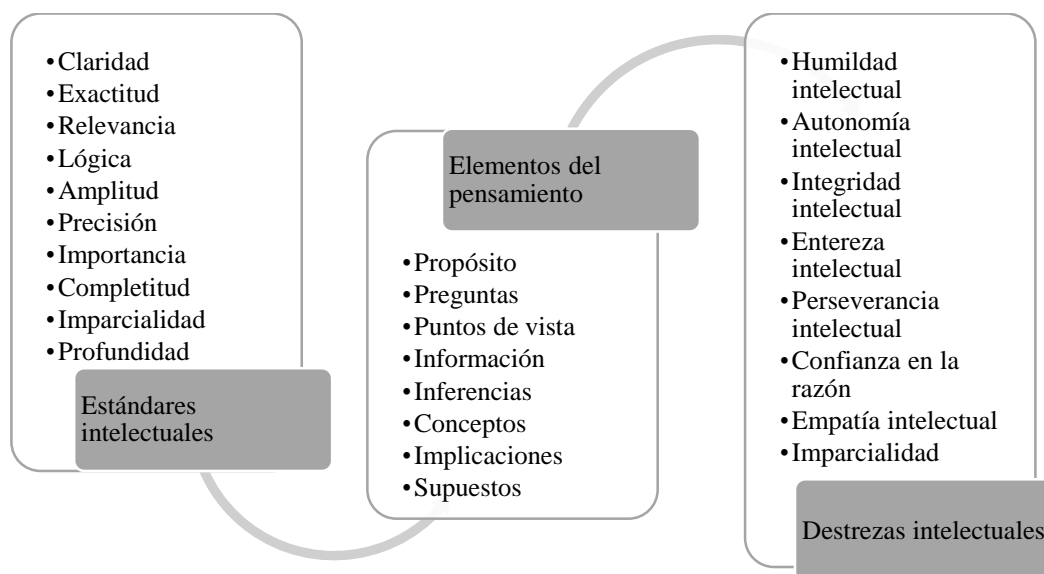 •Claridad
•Exactitud
•Relevancia
•Lógica
•Amplitud
•Precisión
•Importancia
•Completitud
•Imparcialidad
•Profundidad
Estándares
intelectuales
Elementos del
pensamiento
•Propósito
•Preguntas
•Puntos de vista
•Información
•Inferencias
•Conceptos
•Implicaciones
•Supuestos
•Humildad
intelectual
•Autonomía
intelectual
•Integridad
intelectual
•Entereza
intelectual
•Perseverancia
intelectual
•Confianza en la
razón
•Empatía intelectual
•Imparcialidad
Destrezas intelectuales